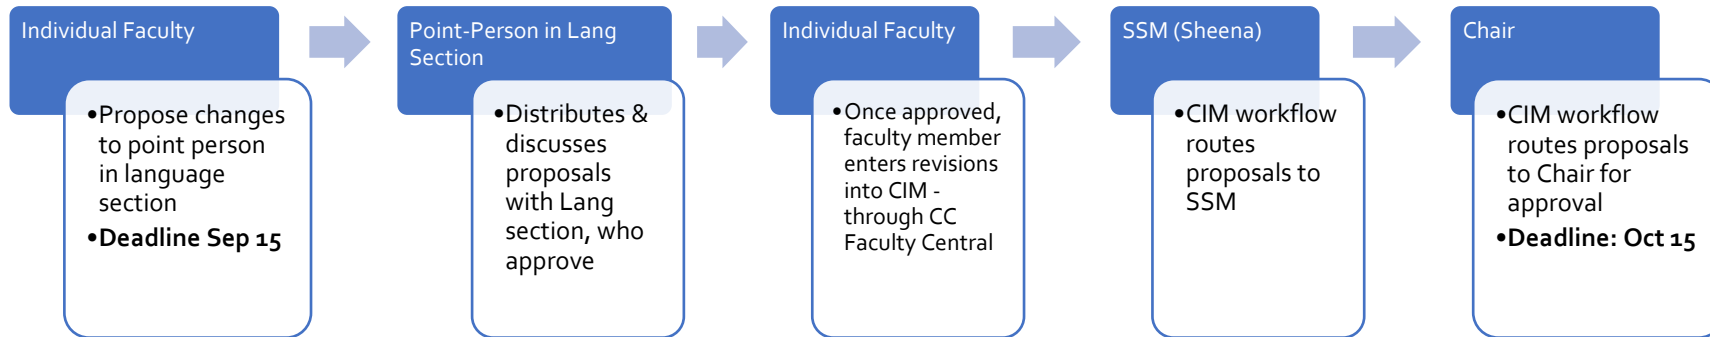 Individual Faculty
•Propose changes
to point person
in language
section
•Deadline Sep 15
Point-Person in Lang
Section
•Distributes &
discusses
proposals
with Lang
section, who
approve
Individual Faculty
•Once approved,
faculty member
enters revisions
into CIM -
through CC
Faculty Central
SSM (Sheena)
•CIM workflow
routes
proposals to
SSM
Chair
•CIM workflow
routes proposals
to Chair for
approval
•Deadline: Oct 15